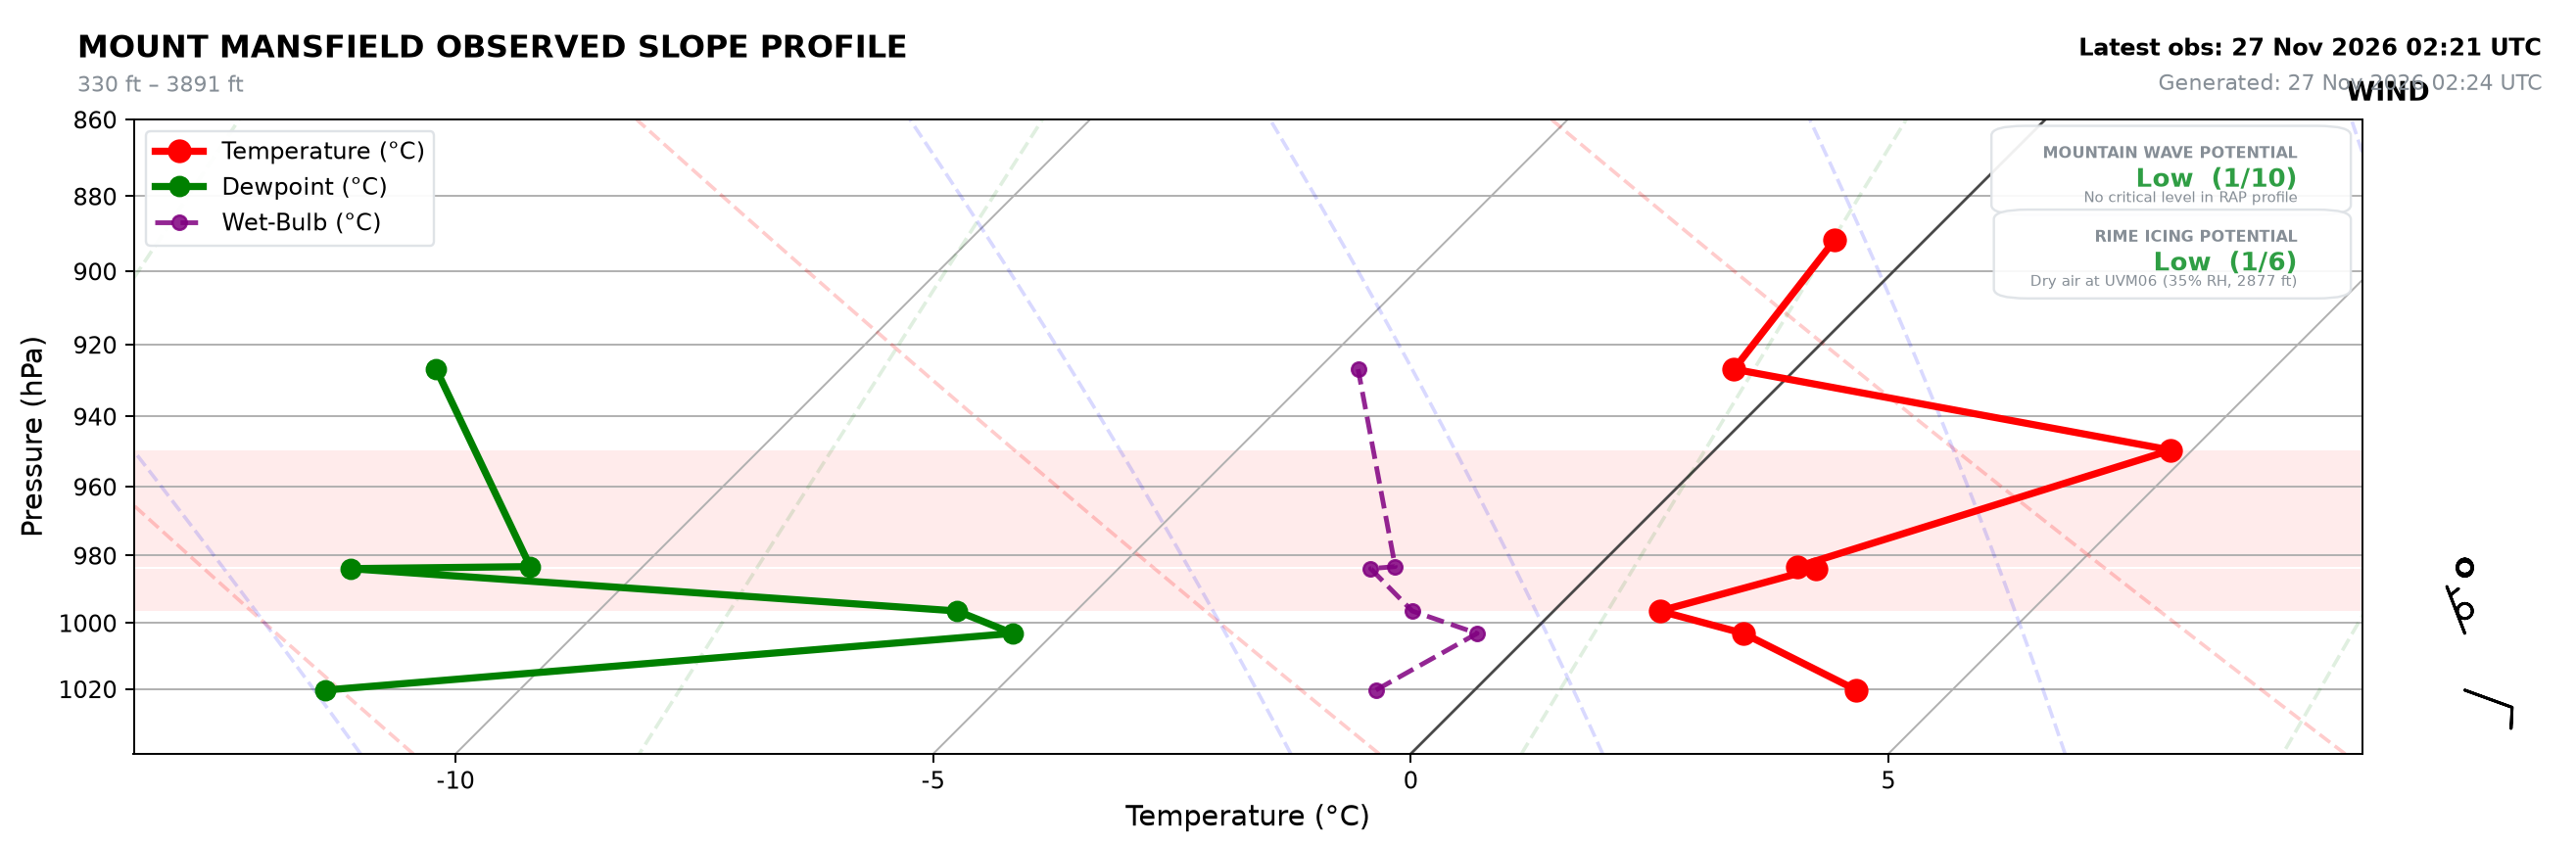 MOUNT MANSFIELD OBSERVED SLOPE PROFILE
Latest obs: 27 Nov 2026 02:21 UTC
330 ft – 3891 ft
Generated: 27 Nov 2026 02:24 UTC
WIND
860
880
900
920
940
960
980
1000
1020
Pressure (hPa)
Temperature (°C)
Dewpoint (°C)
Wet-Bulb (°C)
MOUNTAIN WAVE POTENTIAL
Low (1/10)
No critical level in RAP profile
RIME ICING POTENTIAL
Low (1/6)
Dry air at UVM06 (35% RH, 2877 ft)
-10
-5
0
5
Temperature (°C)